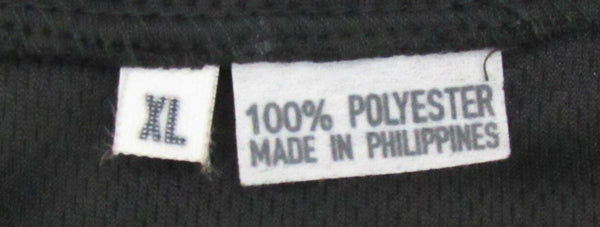 XL
100% POLYESTER
MADE IN PHILIPPINES